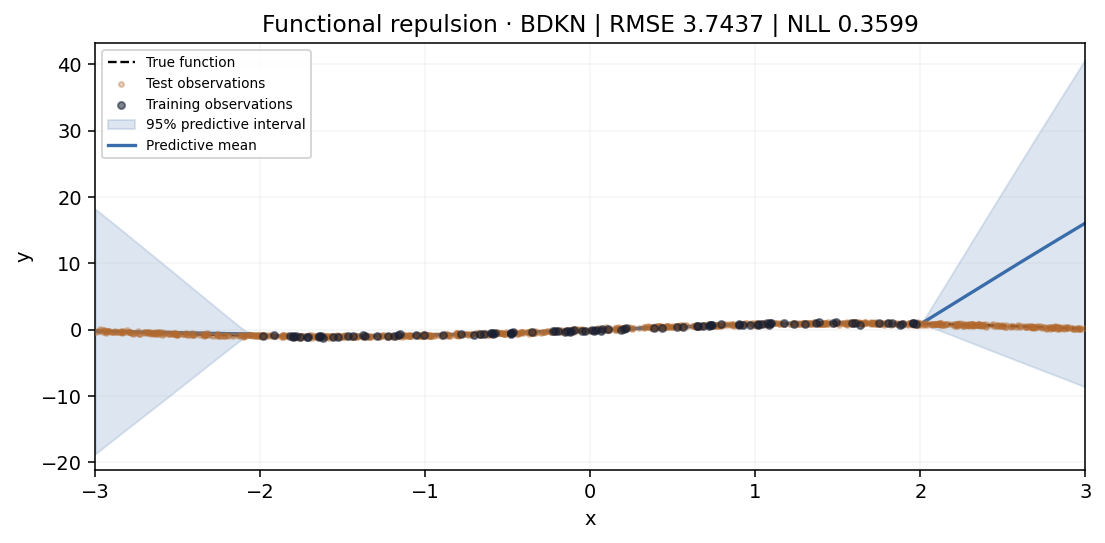 Functional repulsion · BDKN | RMSE 3.7437 | NLL 0.3599
True function
Test observations
Training observations
95% predictive interval
Predictive mean
40
30
20
10
0
−10
−20
y
−3 −2 −1 0 1 2 3
x